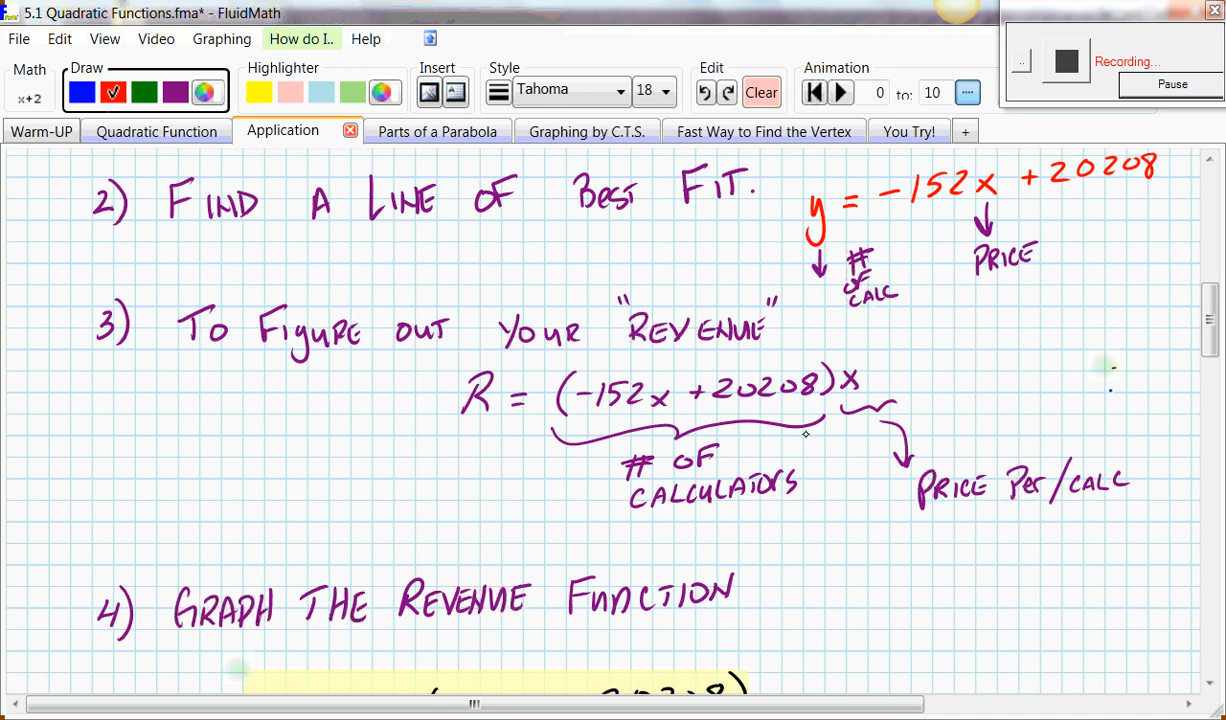 5.1 Quadratic Functions.fma* - FluidMath
Recording...
Pause
File Edit View Video Graphing How do I.. Help
Math Draw Highlighter Insert Style Edit Animation
x+2 Tahoma 18 Clear 0 to: 10
Warm-UP Quadratic Function Application Parts of a Parabola Graphing by C.T.S. Fast Way to Find the Vertex You Try! +
2) FIND A LINE OF BEST FIT.
y = -152x + 20208
# OF CALC
PRICE
3) TO FIGURE OUT YOUR "REVENUE"
R = (-152x + 20208)x
# OF
CALCULATORS
PRICE Per/CALC
4) GRAPH THE REVENUE FUNCTION